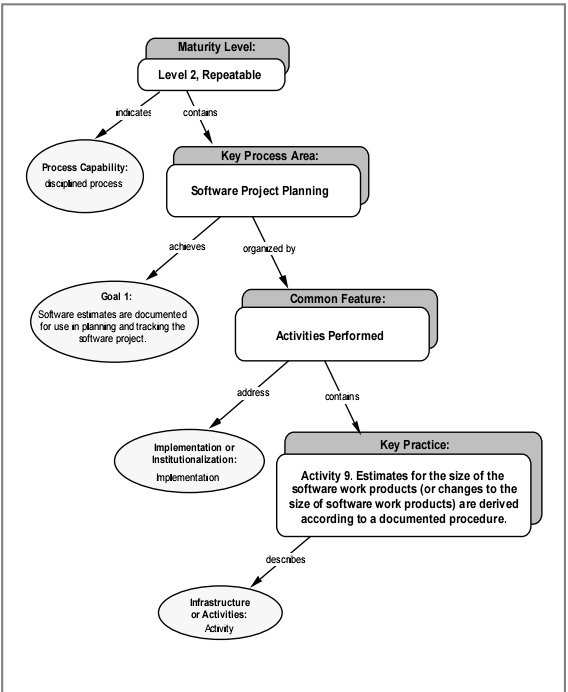 Maturity Level:
Level 2, Repeatable
indicates
contains
Process Capability:
disciplined process
Key Process Area:
Software Project Planning
achieves
organized by
Goal 1:
Software estimates are documented
for use in planning and tracking the
software project.
Common Feature:
Activities Performed
address
contains
Implementation or
Institutionalization:
Implementation
Key Practice:
Activity 9. Estimates for the size of the
software work products (or changes to the
size of software work products) are derived
according to a documented procedure.
describes
Infrastructure
or Activities:
Activity